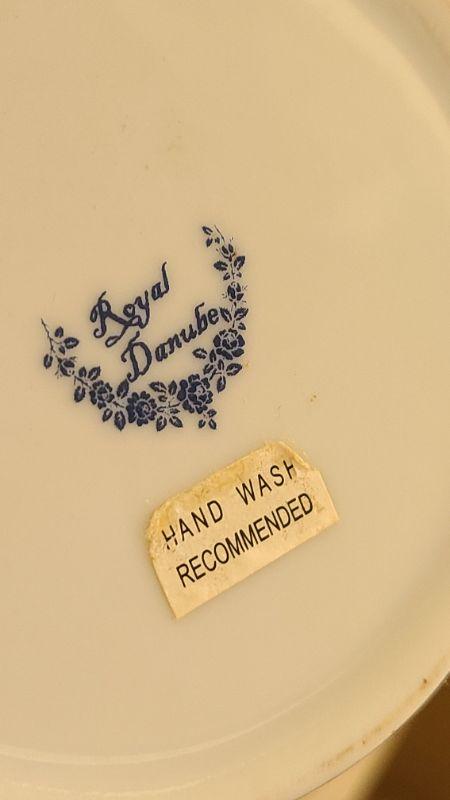 Royal
Danube
HAND WASH
RECOMMENDED